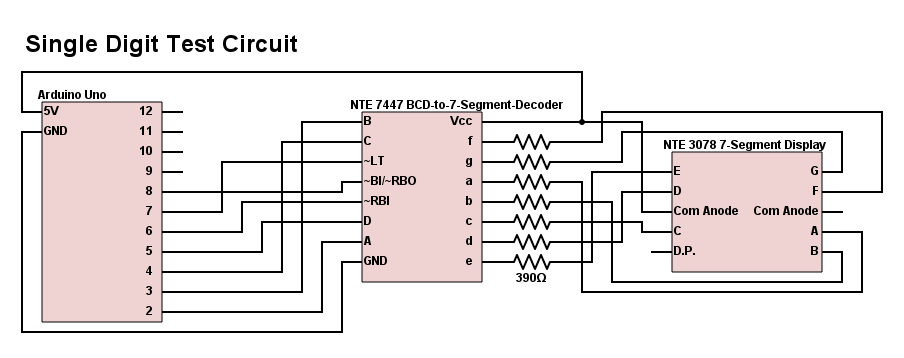 Single Digit Test Circuit
Arduino Uno
5V
GND
12
11
10
9
8
7
6
5
4
3
2
NTE 7447 BCD-to-7-Segment-Decoder
B
C
~LT
~BI/~RBO
~RBI
D
A
GND
Vcc
f
g
a
b
c
d
e
390Ω
NTE 3078 7-Segment Display
E
D
Com Anode
C
D.P.
G
F
Com Anode
A
B